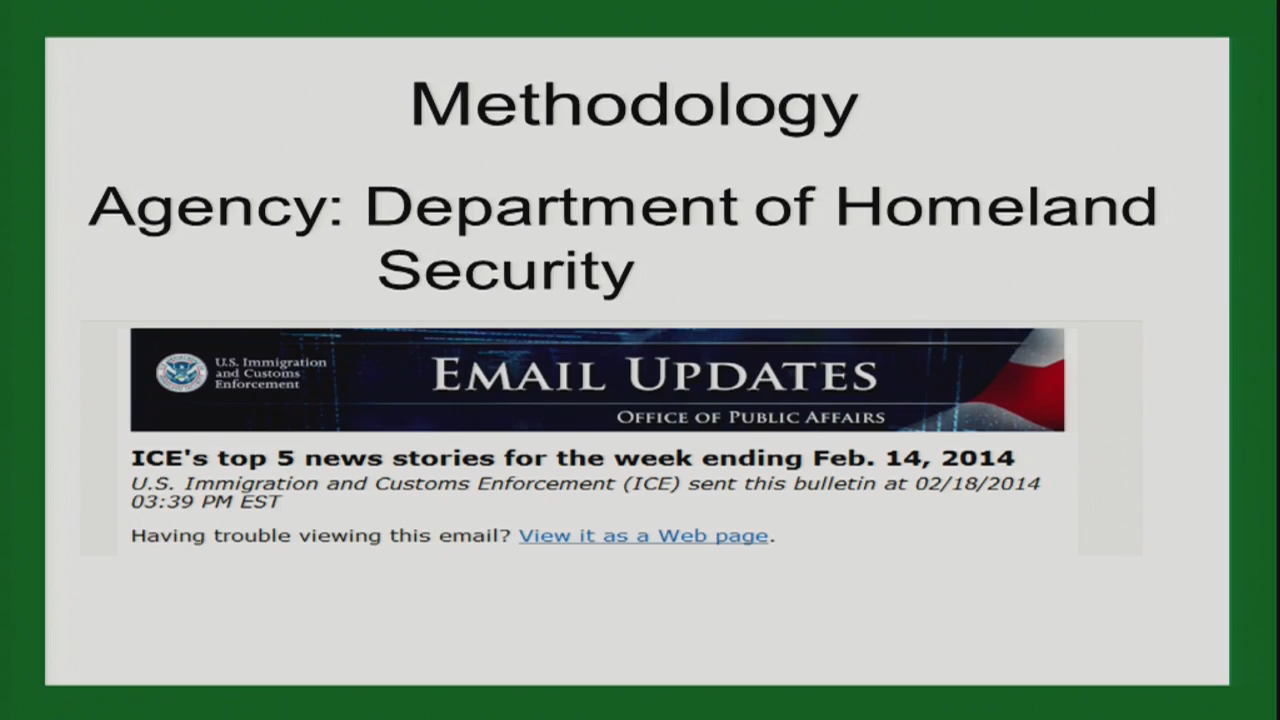 Methodology
Agency: Department of Homeland
Security
U.S. Immigration
and Customs
Enforcement
EMAIL UPDATES
OFFICE OF PUBLIC AFFAIRS
ICE's top 5 news stories for the week ending Feb. 14, 2014
U.S. Immigration and Customs Enforcement (ICE) sent this bulletin at 02/18/2014
03:39 PM EST
Having trouble viewing this email? View it as a Web page.